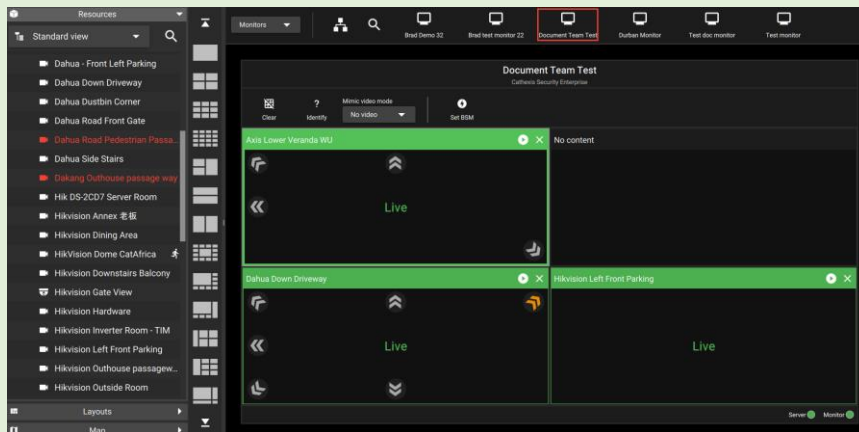 Resources
Standard view
Dahua - Front Left Parking
Dahua Down Driveway
Dahua Dustbin Corner
Dahua Road Front Gate
Dahua Road Pedestrian Passa..
Dahua Side Stairs
Dakang Outhouse passage way
Hik DS-2CD7 Server Room
Hikvision Annex 老板
Hikvision Dining Area
HikVision Dome CatAfrica
Hikvision Downstairs Balcony
Hikvision Gate View
Hikvision Hardware
Hikvision Inverter Room - TIM
Hikvision Left Front Parking
Hikvision Outhouse passagew..
Hikvision Outside Room
Layouts
Map
Monitors
Brad Demo 32
Brad test monitor 22
Document Team Test
Durban Monitor
Test doc monitor
Test monitor
Document Team Test
Cathexis Security Enterprise
Clear
? Identify
Mimic video mode
No video
Set BSM
Axis Lower Veranda WU
Live
No content
Dahua Down Driveway
Live
Hikvision Left Front Parking
Live
Server
Monitor